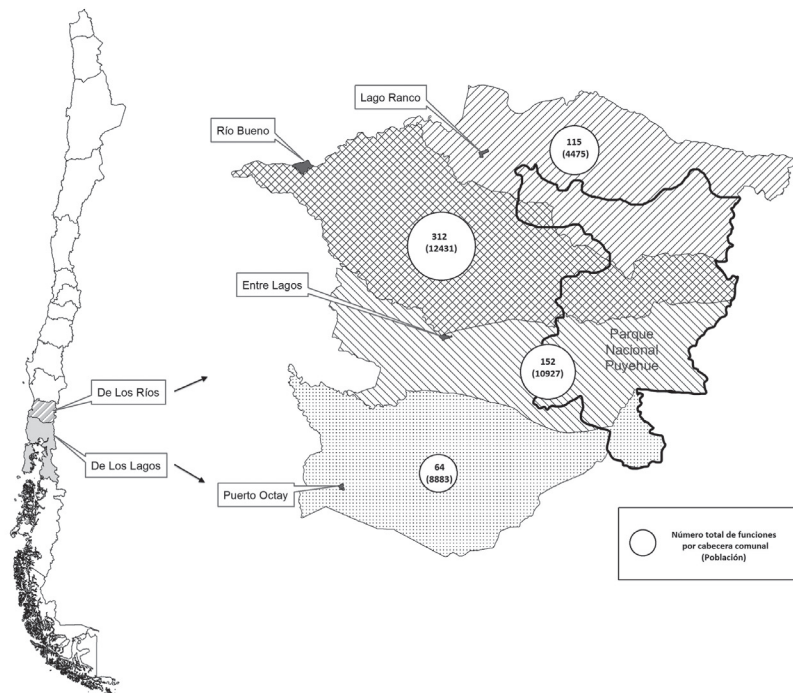 Lago Ranco
Río Bueno
115
(4475)
312
(12431)
Entre Lagos
Parque
Nacional
Puyehue
152
(10927)
De Los Ríos
De Los Lagos
64
(8883)
Puerto Octay
Número total de funciones
por cabecera comunal
(Población)